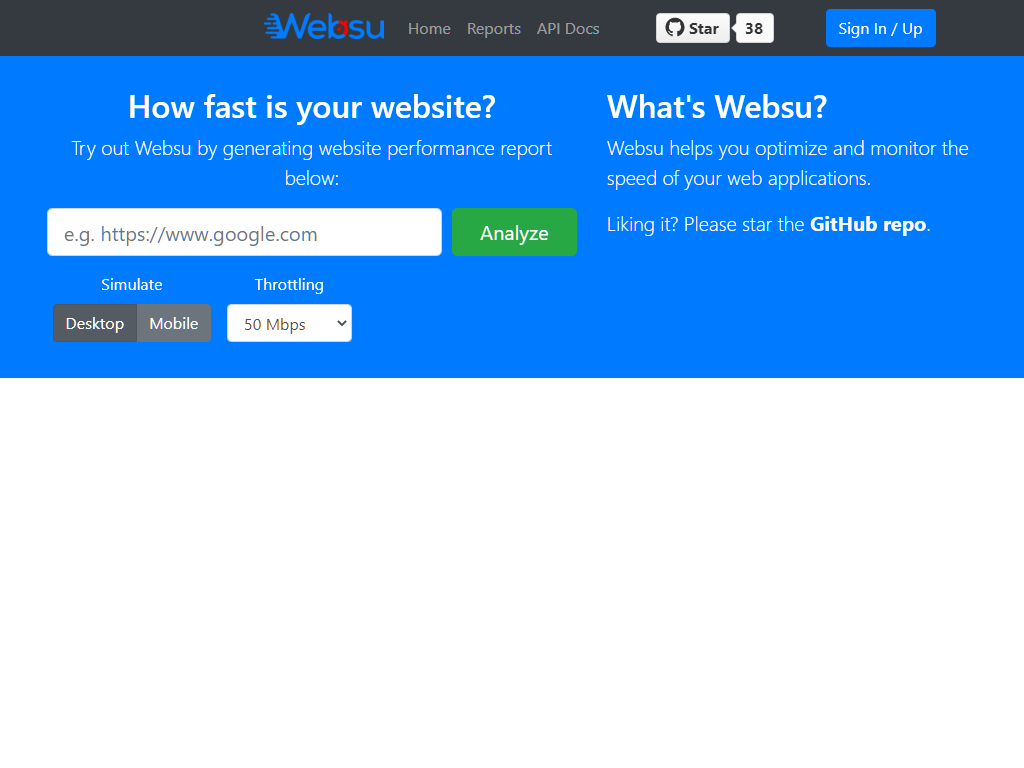 Websu Home Reports API Docs Star 38 Sign In / Up
How fast is your website?
Try out Websu by generating website performance report
below:
e.g. https://www.google.com Analyze
Simulate Throttling
Desktop Mobile 50 Mbps
What's Websu?
Websu helps you optimize and monitor the
speed of your web applications.
Liking it? Please star the GitHub repo.